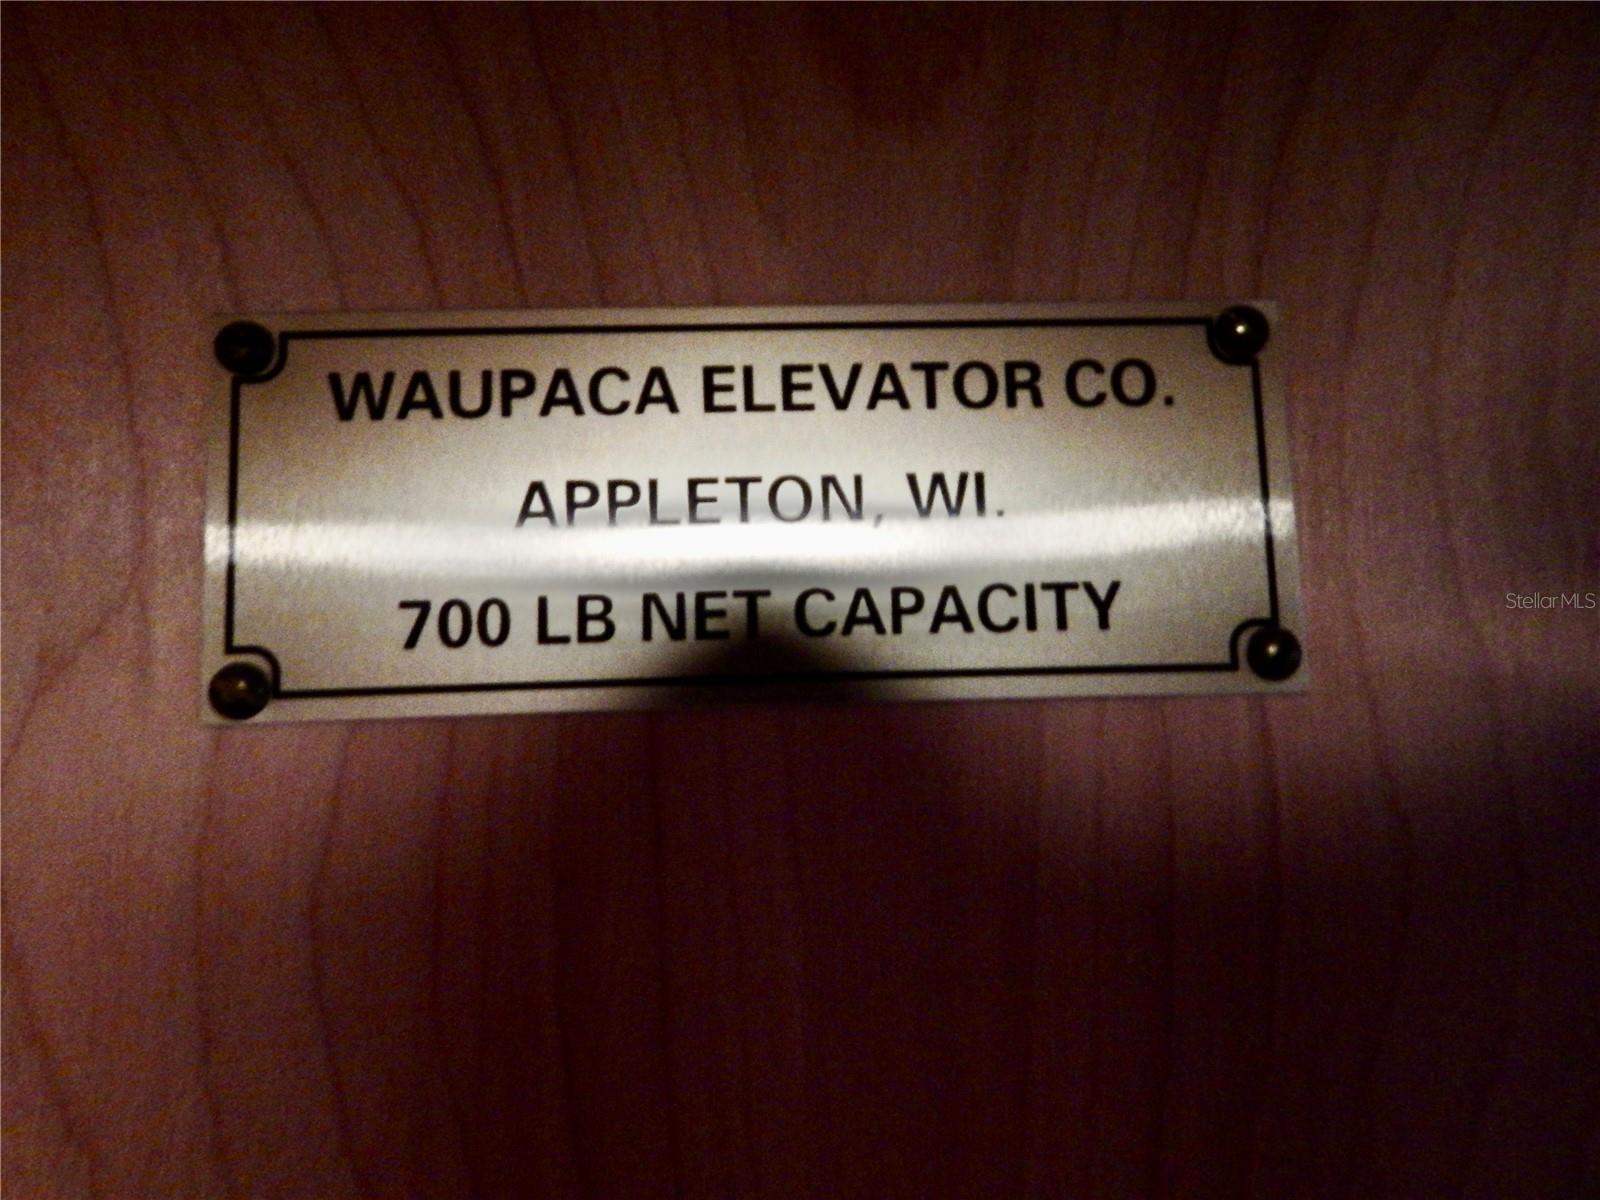 WAUPACA ELEVATOR CO.
APPLETON, WI.
700 LB NET CAPACITY
StellarMLS